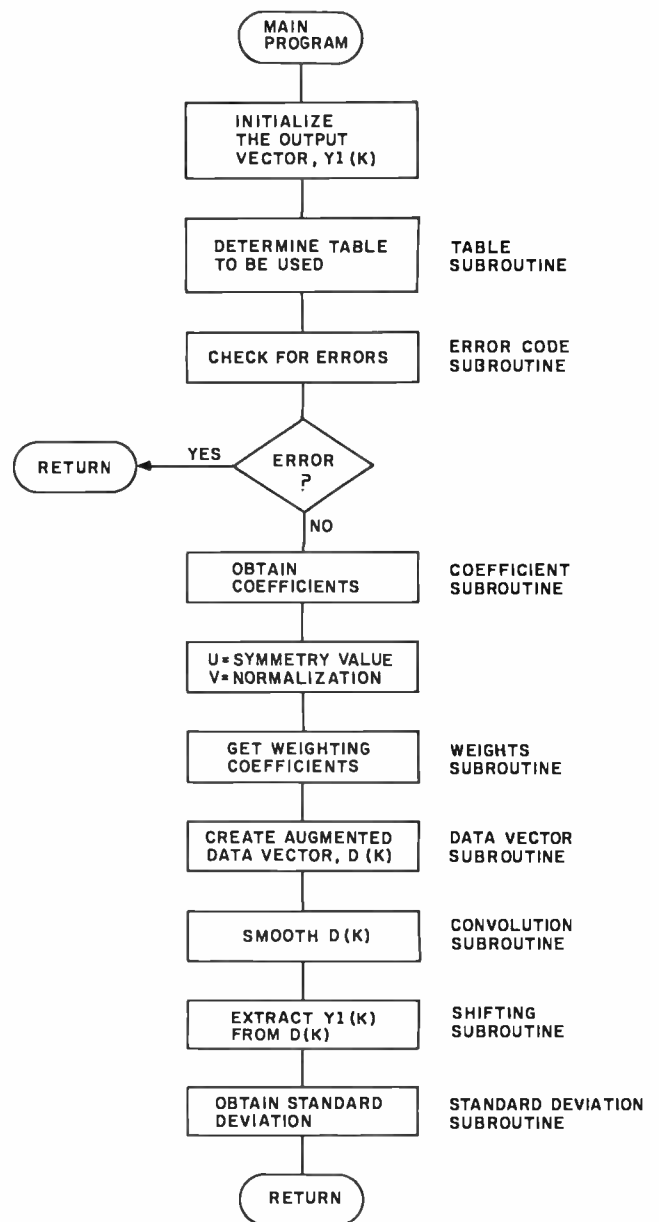 MAIN
PROGRAM
INITIALIZE
THE OUTPUT
VECTOR, Y1(K)
DETERMINE TABLE
TO BE USED
TABLE
SUBROUTINE
CHECK FOR ERRORS
ERROR CODE
SUBROUTINE
RETURN
YES
ERROR
?
NO
OBTAIN
COEFFICIENTS
COEFFICIENT
SUBROUTINE
U=SYMMETRY VALUE
V=NORMALIZATION
GET WEIGHTING
COEFFICIENTS
WEIGHTS
SUBROUTINE
CREATE AUGMENTED
DATA VECTOR, D(K)
DATA VECTOR
SUBROUTINE
SMOOTH D(K)
CONVOLUTION
SUBROUTINE
EXTRACT Y1(K)
FROM D(K)
SHIFTING
SUBROUTINE
OBTAIN STANDARD
DEVIATION
STANDARD DEVIATION
SUBROUTINE
RETURN